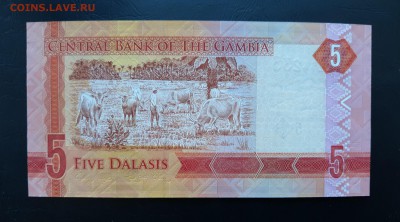 COINS.LAVE.RU
CENTRAL BANK OF THE GAMBIA
5
5 FIVE DALASIS
5